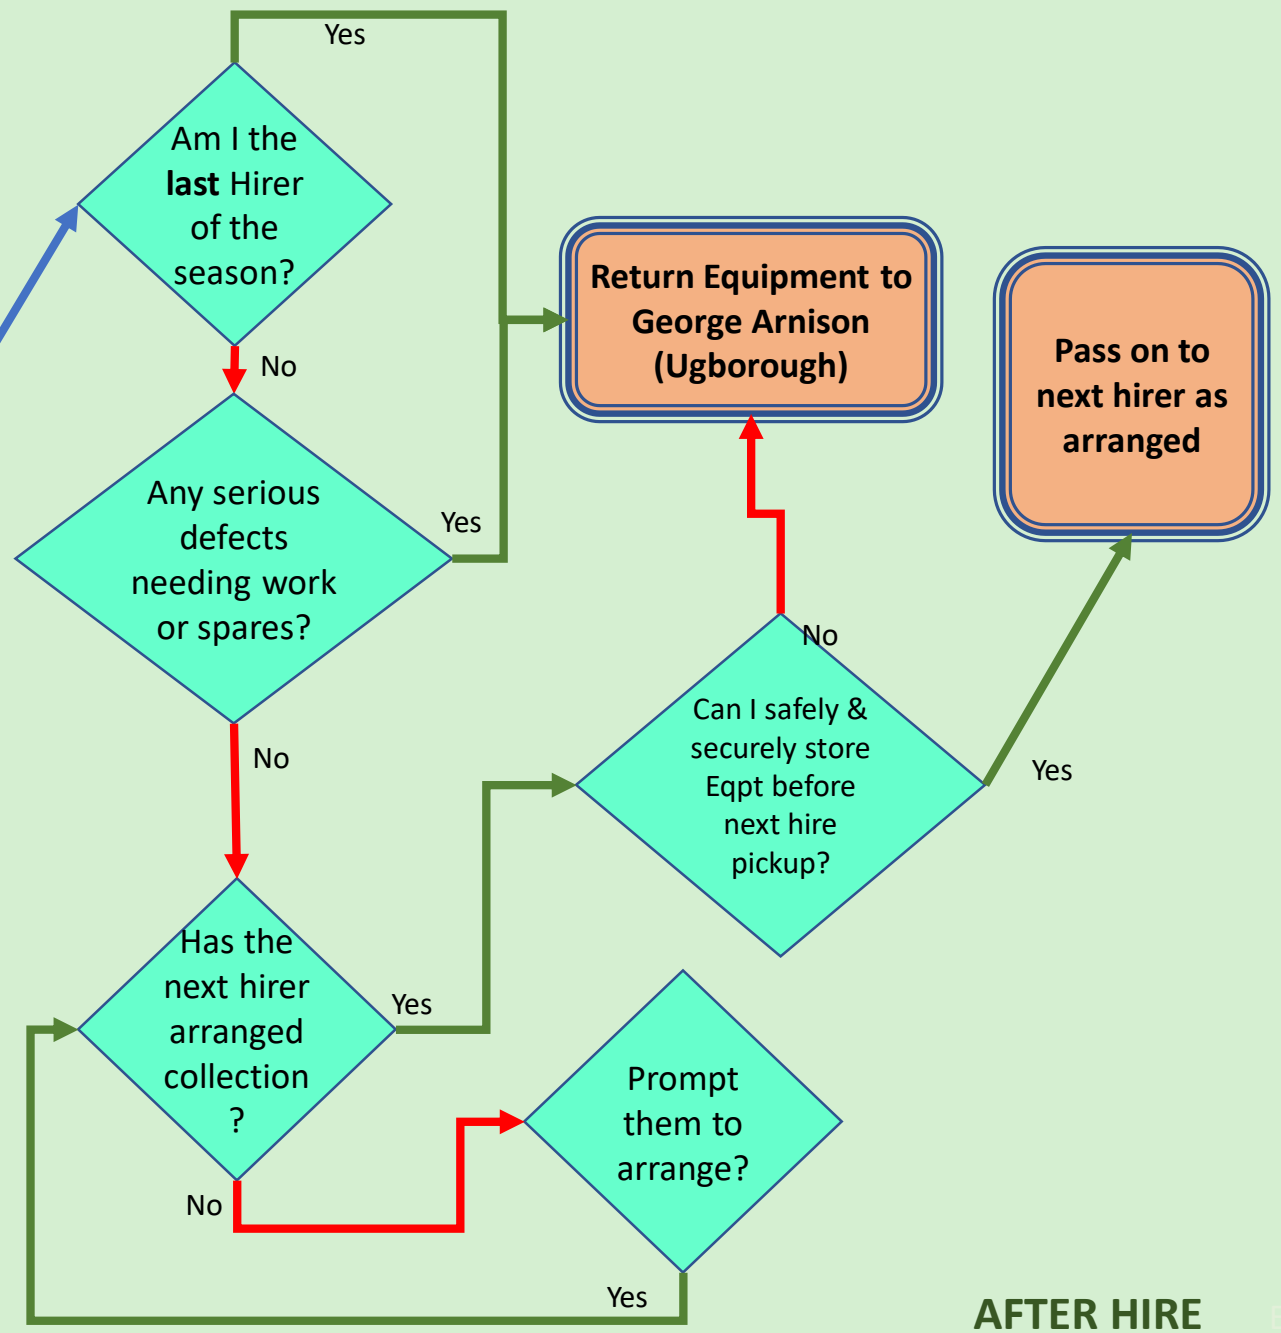 Yes
Am I the
last Hirer
of the
season?
No
Return Equipment to
George Arnison
(Ugborough)
Pass on to
next hirer as
arranged
Any serious
defects
needing work
or spares?
Yes
No
No
Can I safely &
securely store
Eqpt before
next hire
pickup?
Yes
Has the
next hirer
arranged
collection
?
Yes
No
Prompt
them to
arrange?
Yes
AFTER HIRE